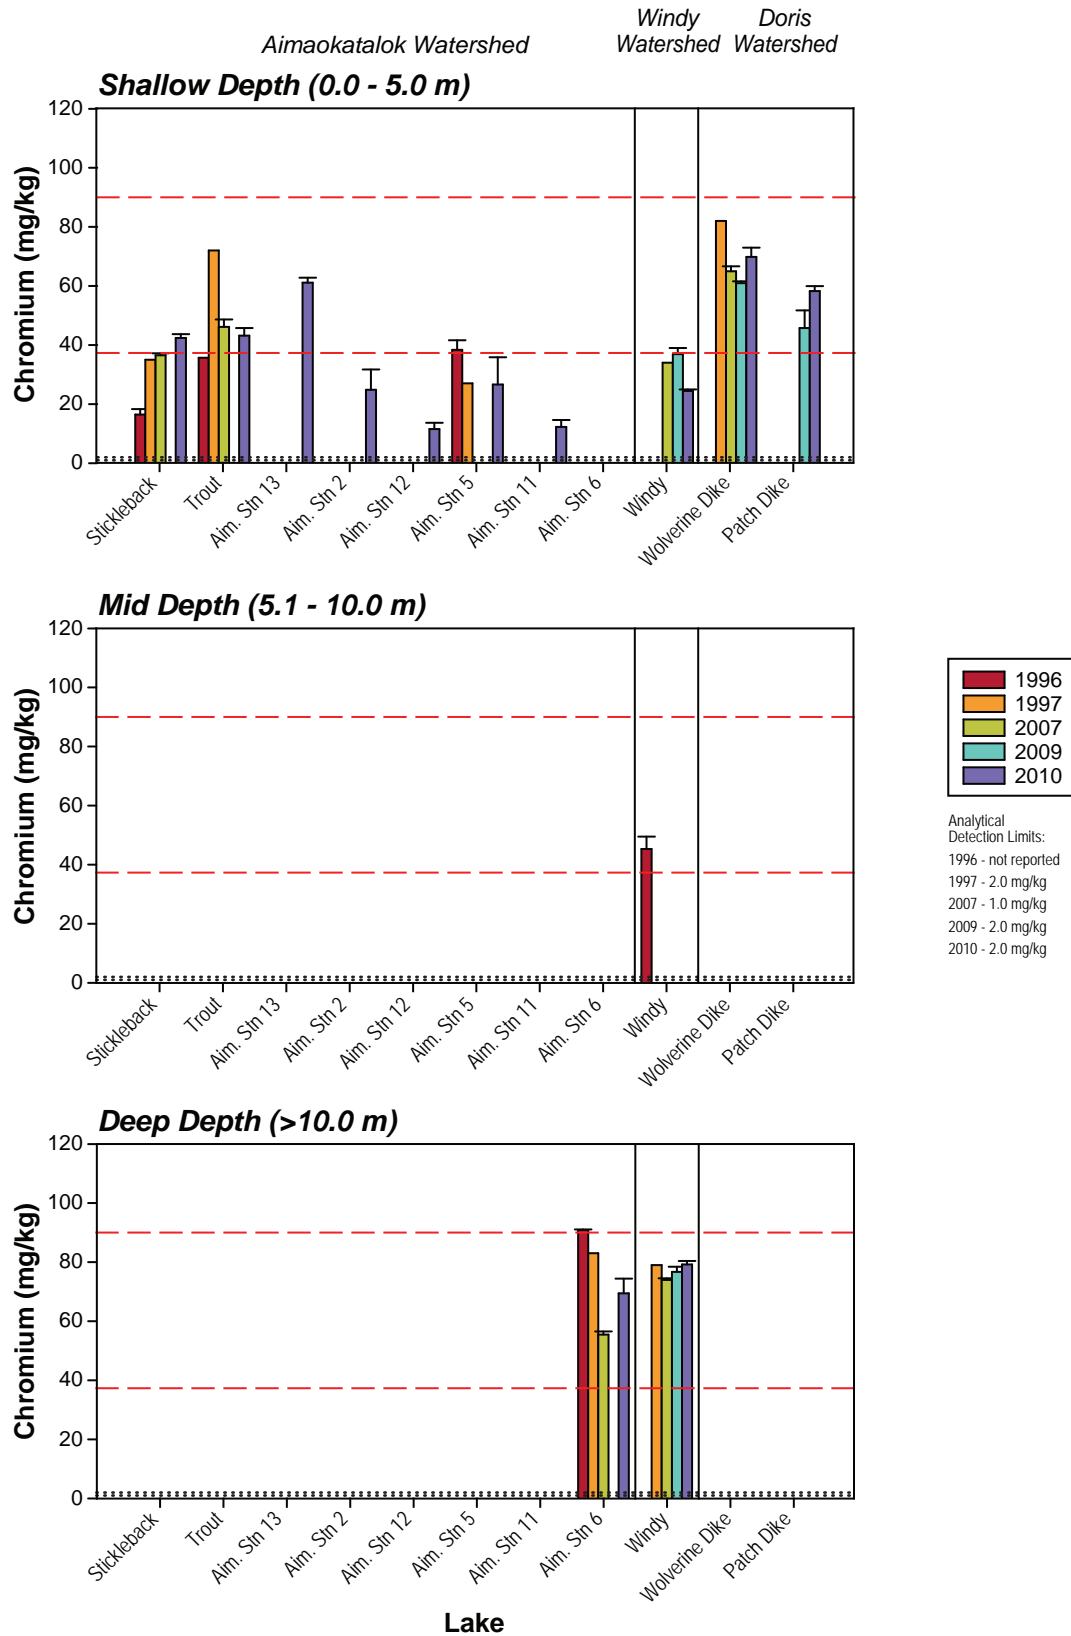 Aimaokatalok Watershed
Windy
Watershed
Doris
Watershed
Shallow Depth (0.0 - 5.0 m)
Chromium (mg/kg)
120
100
80
60
40
20
0
Stickleback
Trout
Aim. Stn 13
Aim. Stn 2
Aim. Stn 12
Aim. Stn 5
Aim. Stn 11
Aim. Stn 6
Windy
Wolverine Dike
Patch Dike
Mid Depth (5.1 - 10.0 m)
Chromium (mg/kg)
120
100
80
60
40
20
0
Stickleback
Trout
Aim. Stn 13
Aim. Stn 2
Aim. Stn 12
Aim. Stn 5
Aim. Stn 11
Aim. Stn 6
Windy
Wolverine Dike
Patch Dike
1996
1997
2007
2009
2010
Analytical
Detection Limits:
1996 - not reported
1997 - 2.0 mg/kg
2007 - 1.0 mg/kg
2009 - 2.0 mg/kg
2010 - 2.0 mg/kg
Deep Depth (>10.0 m)
Chromium (mg/kg)
120
100
80
60
40
20
0
Stickleback
Trout
Aim. Stn 13
Aim. Stn 2
Aim. Stn 12
Aim. Stn 5
Aim. Stn 11
Aim. Stn 6
Windy
Wolverine Dike
Patch Dike
Lake